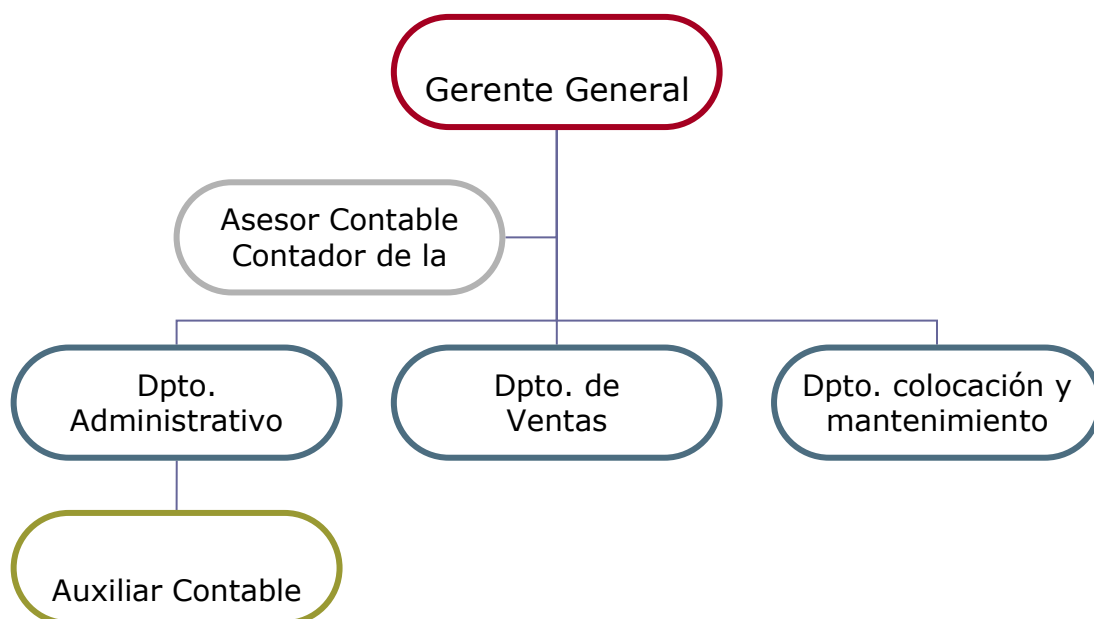 Gerente General
Asesor Contable
Contador de la
Dpto.
Administrativo
Dpto. de
Ventas
Dpto. colocación y
mantenimiento
Auxiliar Contable